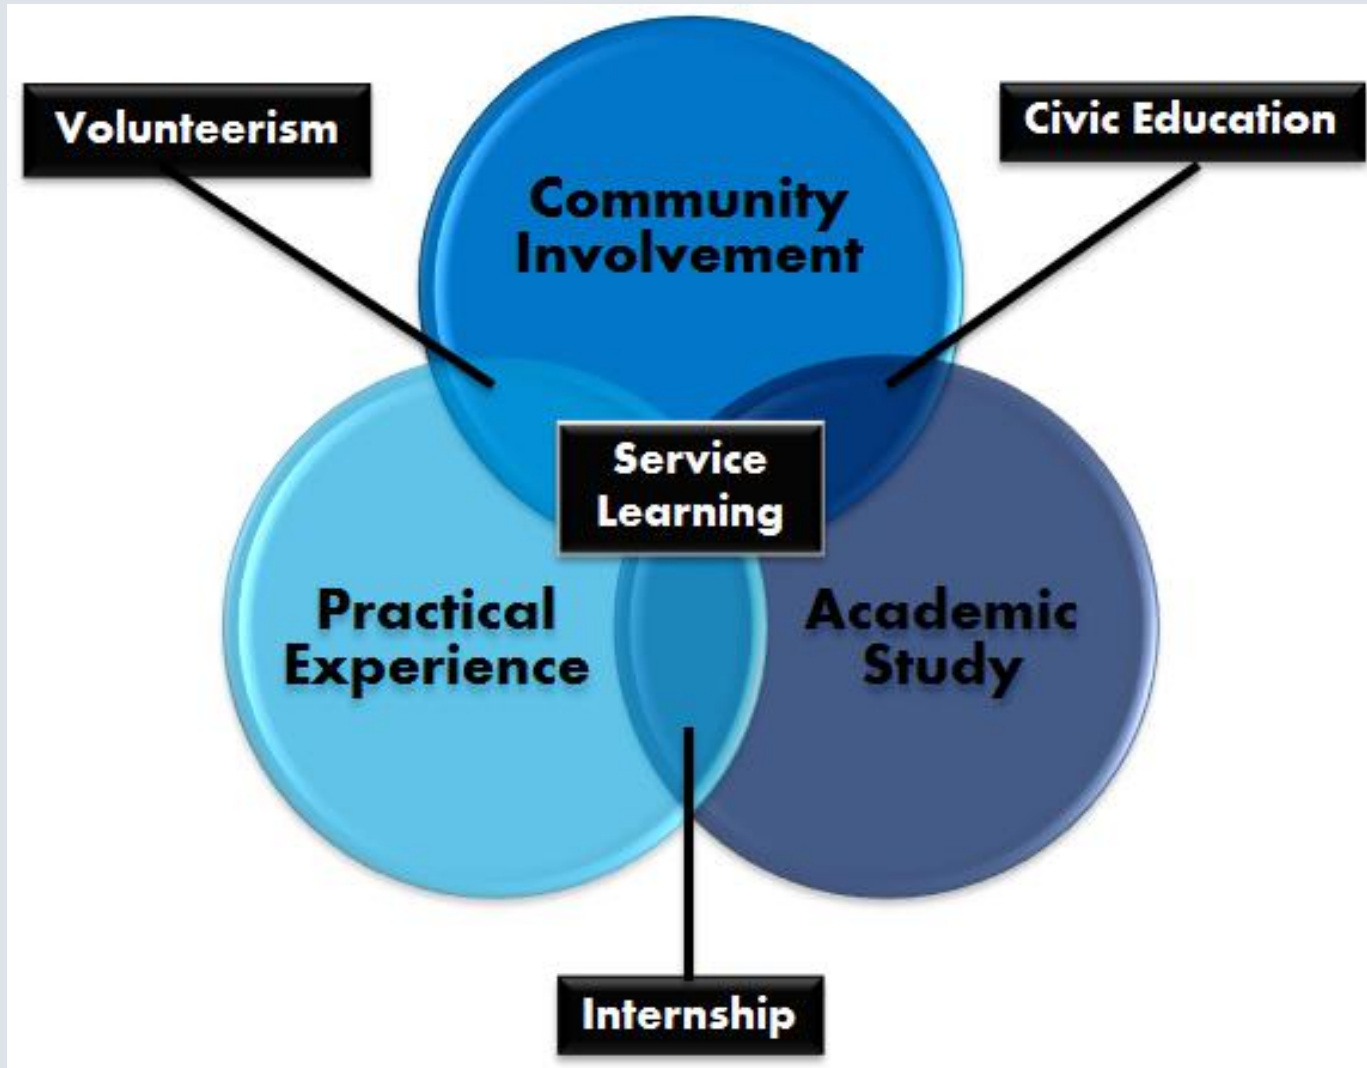 Volunteerism
Civic Education
Community
Involvement
Service
Learning
Practical
Experience
Academic
Study
Internship